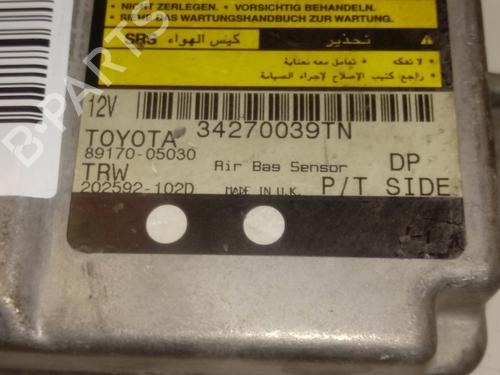 • NICHT ZERLEGEN. • VORSICHTIG BEHANDELN.
• DAS WARTUNGSHANDBUCH ZUR WARTUNG
SRS كيس الهواء تحذير
• لا تفكه • تعامل معه بعناية
• راجع كتيب الإصلاح لإجراء الصيانة
12V
34270039TN
TOYOTA
89170-05030
Air Bag Sensor DP
TRW
202592-102D MADE IN U.K. P/T SIDE
B-PARTS